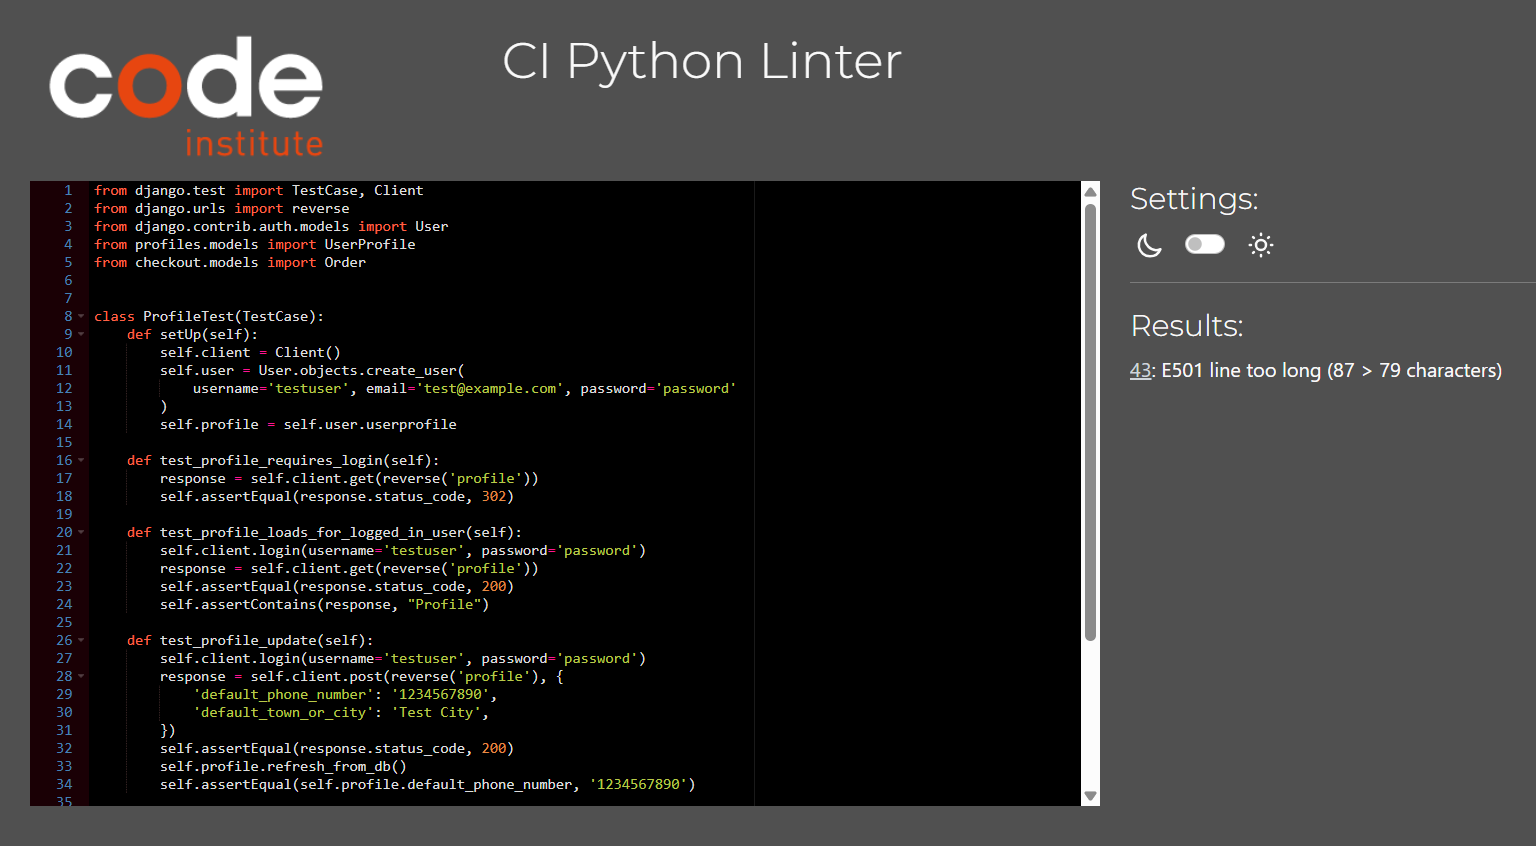 code
institute
CI Python Linter
1 from django.test import TestCase, Client
2 from django.urls import reverse
3 from django.contrib.auth.models import User
4 from profiles.models import UserProfile
5 from checkout.models import Order
6
7
8 class ProfileTest(TestCase):
9     def setUp(self):
10         self.client = Client()
11         self.user = User.objects.create_user(
12             username='testuser', email='test@example.com', password='password'
13         )
14         self.profile = self.user.userprofile
15
16     def test_profile_requires_login(self):
17         response = self.client.get(reverse('profile'))
18         self.assertEqual(response.status_code, 302)
19
20     def test_profile_loads_for_logged_in_user(self):
21         self.client.login(username='testuser', password='password')
22         response = self.client.get(reverse('profile'))
23         self.assertEqual(response.status_code, 200)
24         self.assertContains(response, "Profile")
25
26     def test_profile_update(self):
27         self.client.login(username='testuser', password='password')
28         response = self.client.post(reverse('profile'), {
29             'default_phone_number': '1234567890',
30             'default_town_or_city': 'Test City',
31         })
32         self.assertEqual(response.status_code, 200)
33         self.profile.refresh_from_db()
34         self.assertEqual(self.profile.default_phone_number, '1234567890')
35
Settings:
Results:
43: E501 line too long (87 > 79 characters)